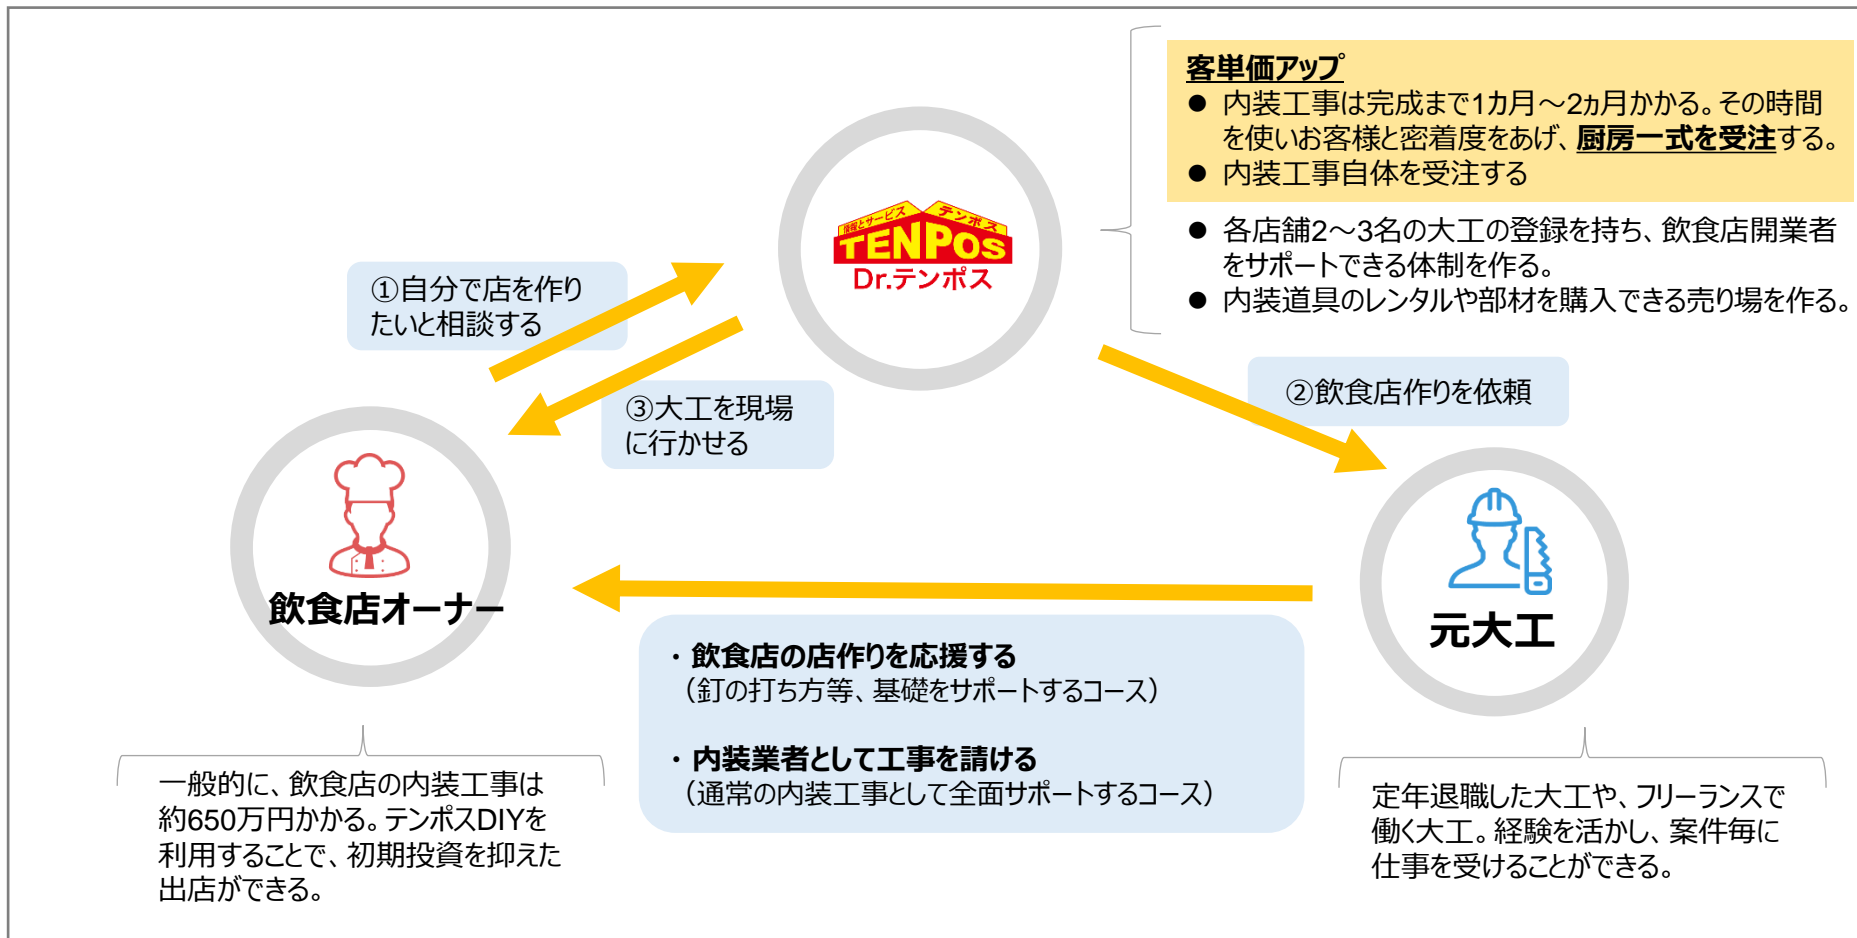 客単価アップ
● 内装工事は完成まで1カ月～2ヵ月かかる。その時間
を使いお客様と密着度をあげ、厨房一式を受注する。
● 内装工事自体を受注する
● 各店舗2～3名の大工の登録を持ち、飲食店開業者
をサポートできる体制を作る。
● 内装道具のレンタルや部材を購入できる売り場を作る。
情報とサービス テンポス
TENPOS
Dr.テンポス
①自分で店を作り
たいと相談する
②飲食店作りを依頼
③大工を現場
に行かせる
飲食店オーナー
元大工
・飲食店の店作りを応援する
（釘の打ち方等、基礎をサポートするコース）
・内装業者として工事を請ける
（通常の内装工事として全面サポートするコース）
一般的に、飲食店の内装工事は
約650万円かかる。テンポスDIYを
利用することで、初期投資を抑えた
出店ができる。
定年退職した大工や、フリーランスで
働く大工。経験を活かし、案件毎に
仕事を受けることができる。